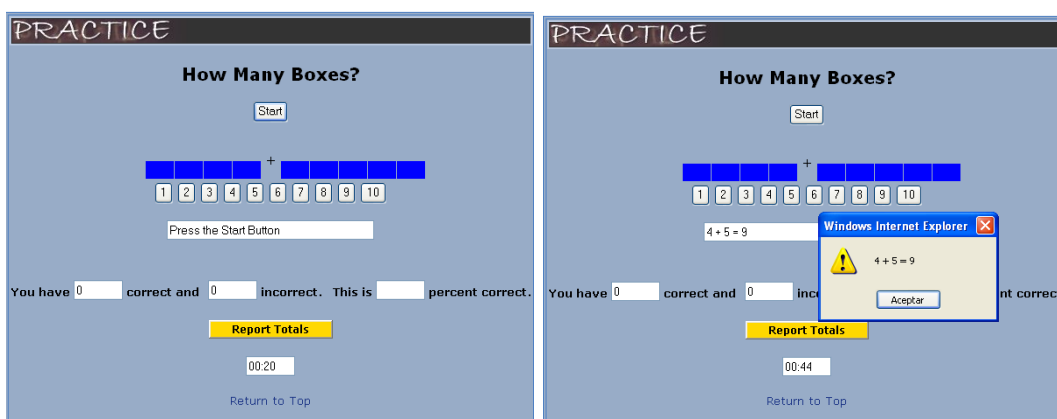 PRACTICE
How Many Boxes?
Start
+
1 2 3 4 5 6 7 8 9 10
Press the Start Button
You have 0 correct and 0 incorrect. This is percent correct.
Report Totals
00:20
Return to Top
PRACTICE
How Many Boxes?
Start
+
1 2 3 4 5 6 7 8 9 10
4 + 5 = 9
Windows Internet Explorer
4 + 5 = 9
Aceptar
You have 0 correct and 0 inc nt correc
Report Totals
00:44
Return to Top